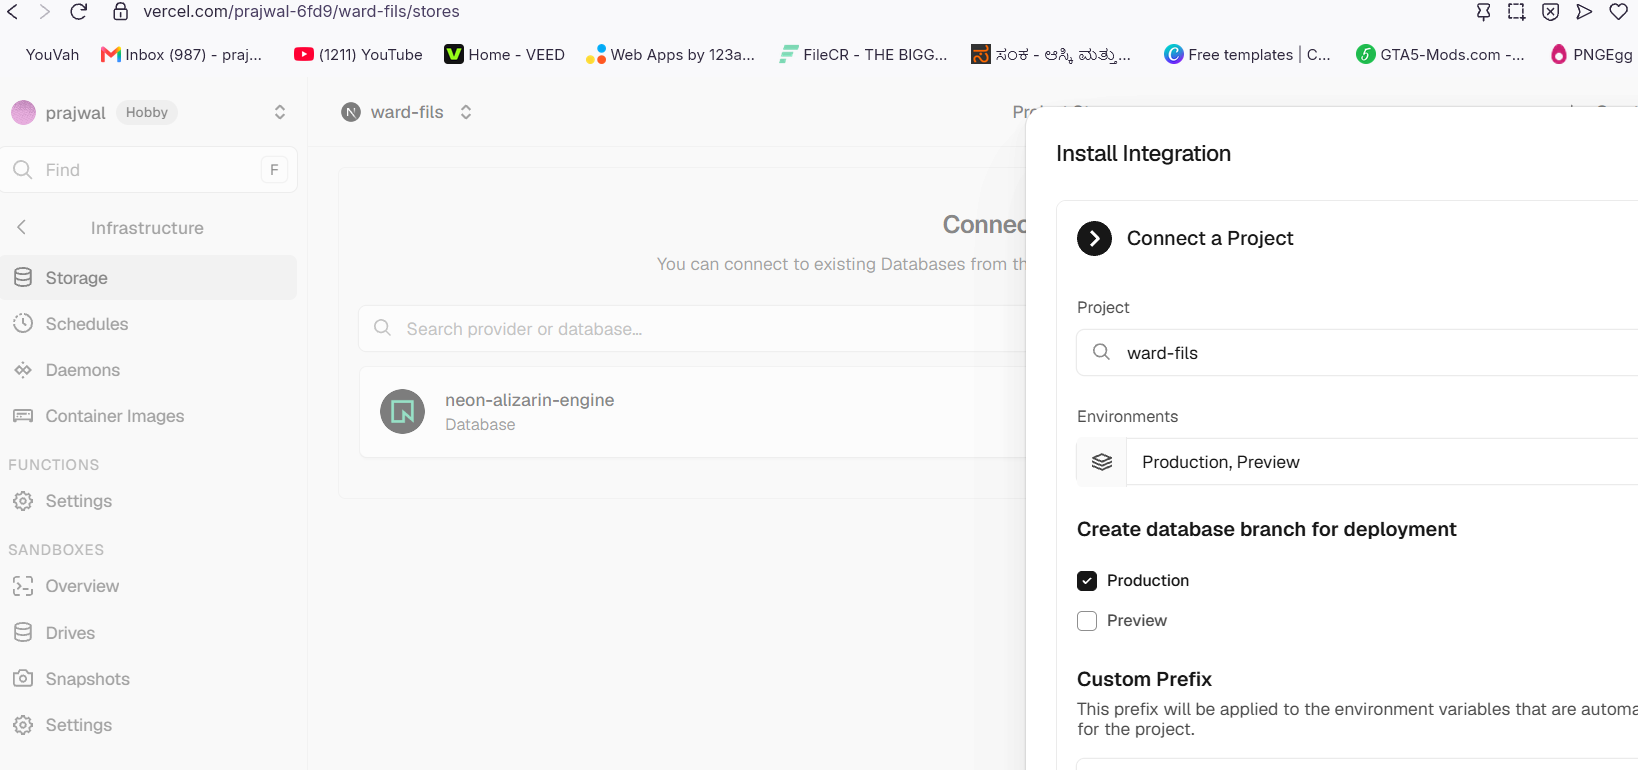 vercel.com/prajwal-6fd9/ward-fils/stores
YouVah
Inbox (987) - praj...
(1211) YouTube
Home - VEED
Web Apps by 123a...
FileCR - THE BIGG...
ಸಂಕ - ಆಸ್ಕಿ ಮತ್ತು...
Free templates | C...
GTA5-Mods.com -...
PNGEgg
prajwal Hobby
N ward-fils
Install Integration
Find F
Connect a Project
Infrastructure
Connec
You can connect to existing Databases from th
Storage
Project
Schedules
Search provider or database...
ward-fils
Daemons
neon-alizarin-engine
Container Images
Database
Environments
FUNCTIONS
Production, Preview
Settings
Create database branch for deployment
SANDBOXES
Production
Overview
Preview
Drives
Snapshots
Custom Prefix
This prefix will be applied to the environment variables that are automa
Settings
for the project.